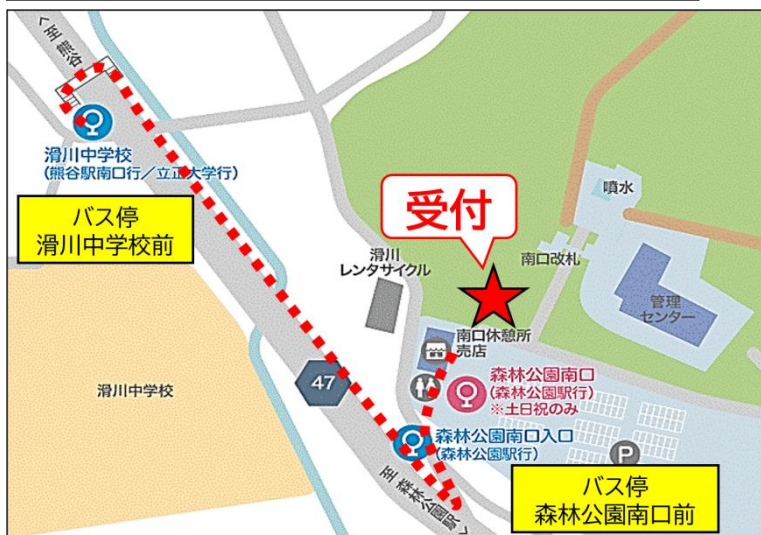 <至 熊谷
滑川中学校
(熊谷駅南口行／立正大学行)
バス停
滑川中学校前
受付
噴水
南口改札
滑川
レンタサイクル
管理
センター
南口休憩所
売店
滑川中学校
47
森林公園南口
(森林公園駅行)
※土日祝のみ
森林公園南口入口
(森林公園駅行)
P
至 森林公園駅>
バス停
森林公園南口前